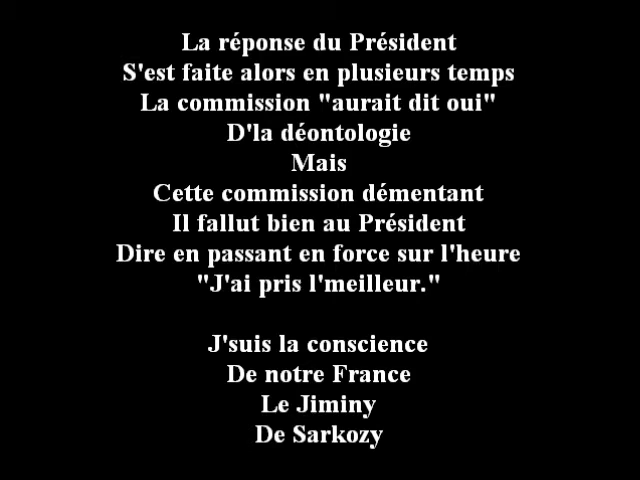 La réponse du Président
S'est faite alors en plusieurs temps
La commission "aurait dit oui"
D'la déontologie
Mais
Cette commission démentant
Il fallut bien au Président
Dire en passant en force sur l'heure
"J'ai pris l'meilleur."
J'suis la conscience
De notre France
Le Jiminy
De Sarkozy